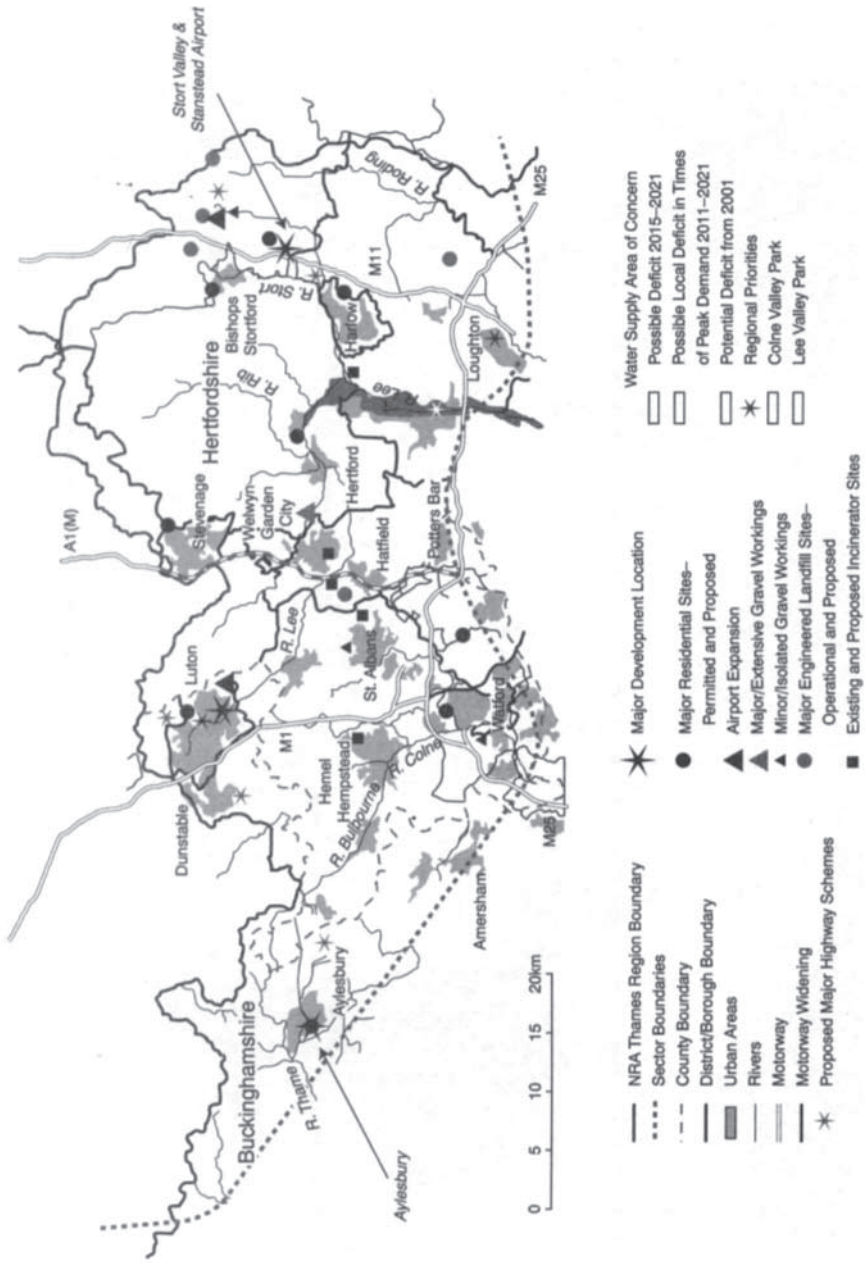 Buckinghamshire
R. Thame
Aylesbury
Aylesbury
Dunstable
Luton
M1
Hemel
Hempstead
R. Bulbourne
R. Colne
Amersham
Watford
M25
R. Lee
St. Albans
A1(M)
Stevenage
Welwyn
Garden
City
Hatfield
Hertford
Potters Bar
Hertfordshire
R. Rib
Bishops
Stortford
R. Stort
Harlow
R. Lee
Loughton
M11
R. Roding
M25
Stort Valley &
Stanstead Airport
0 5 10 15 20km
NRA Thames Region Boundary
Sector Boundaries
County Boundary
District/Borough Boundary
Urban Areas
Rivers
Motorway
Motorway Widening
Proposed Major Highway Schemes
Major Development Location
Major Residential Sites–
Permitted and Proposed
Airport Expansion
Major/Extensive Gravel Workings
Minor/Isolated Gravel Workings
Major Engineered Landfill Sites–
Operational and Proposed
Existing and Proposed Incinerator Sites
Water Supply Area of Concern
Possible Deficit 2015–2021
Possible Local Deficit in Times
of Peak Demand 2011–2021
Potential Deficit from 2001
Regional Priorities
Colne Valley Park
Lee Valley Park